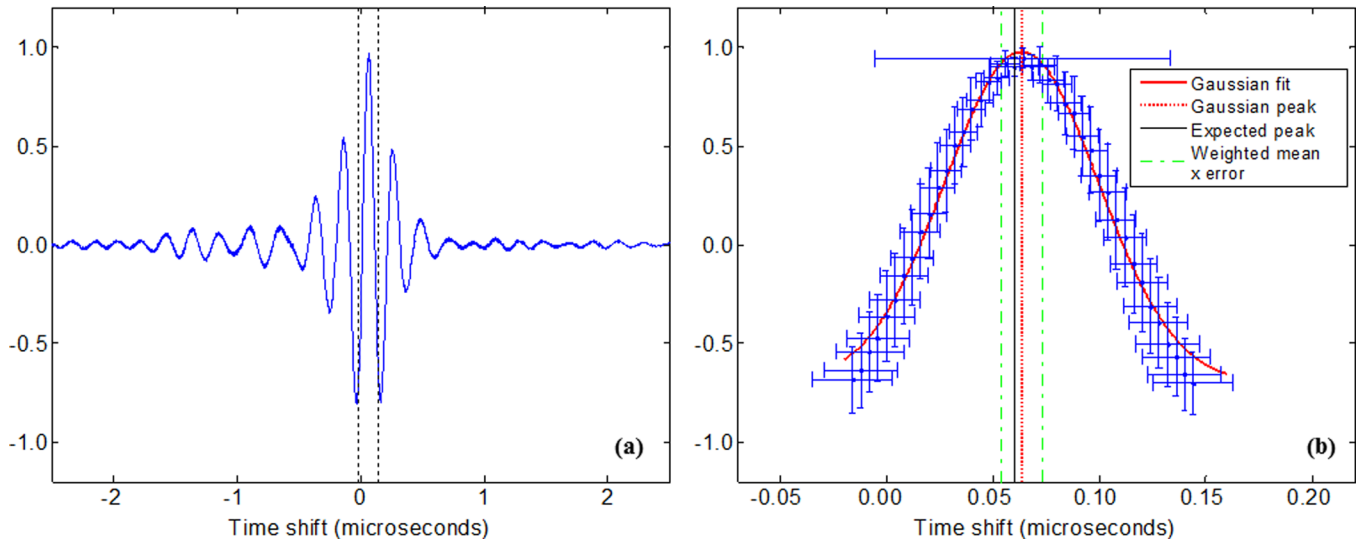 1.0
0.5
0.0
-0.5
-1.0
(a)
-2
-1
0
1
2
Time shift (microseconds)
1.0
0.5
0.0
-0.5
-1.0
Gaussian fit
Gaussian peak
Expected peak
Weighted mean
x error
(b)
-0.05
0.00
0.05
0.10
0.15
0.20
Time shift (microseconds)